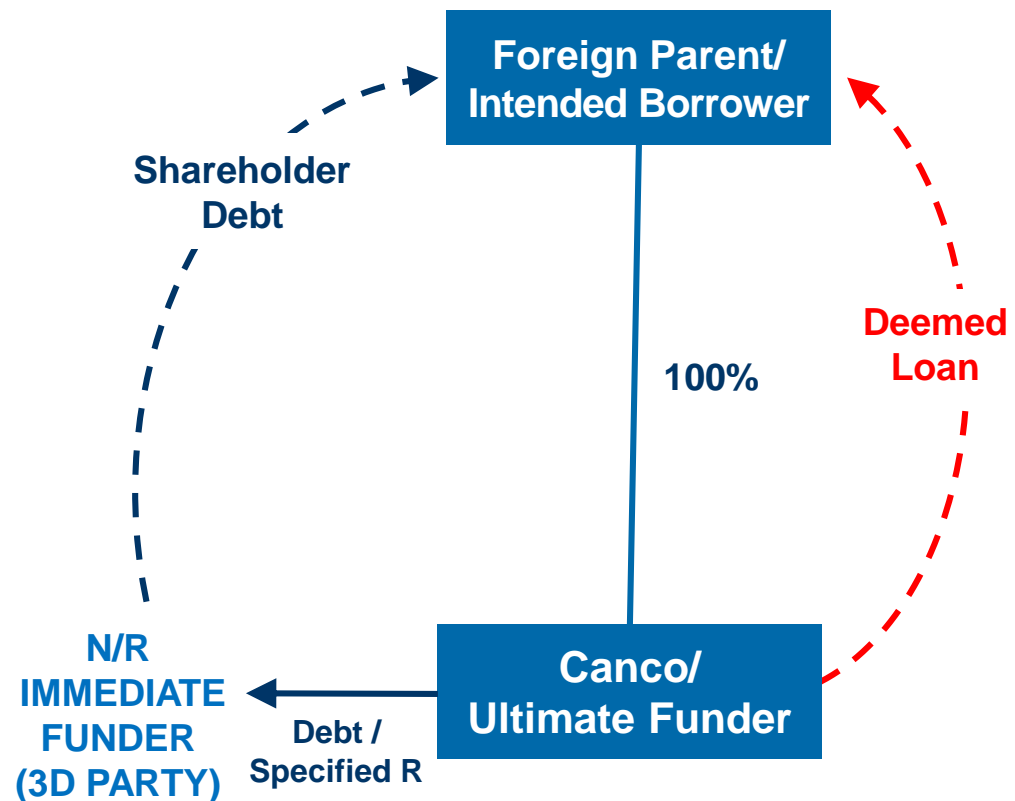 Foreign Parent/
Intended Borrower
Shareholder
Debt
Deemed
Loan
100%
N/R
IMMEDIATE
FUNDER
(3D PARTY)
Debt /
Specified R
Canco/
Ultimate Funder